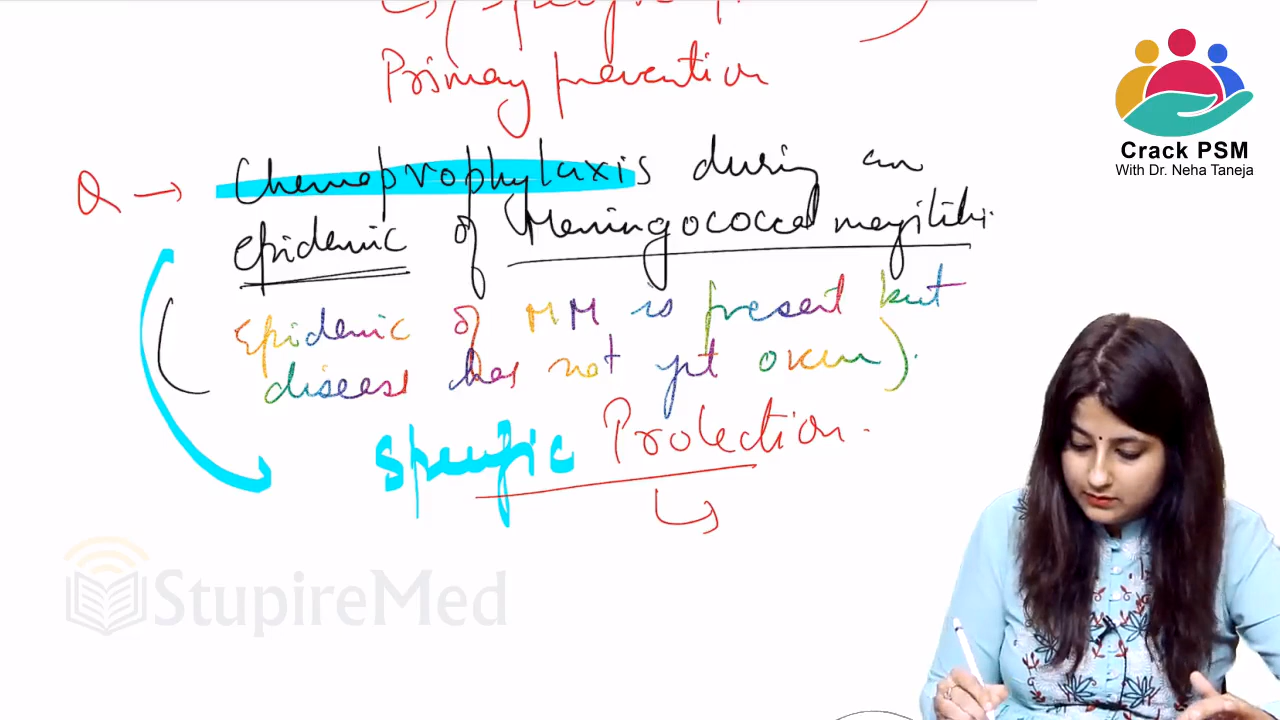 Primary prevention
Crack PSM
With Dr. Neha Taneja
Q → Chemoprophylaxis during an
epidemic of Meningococcal
(Epidemic of MM is present but
disease has not yet occur).
Specific Protection.
StupireMed